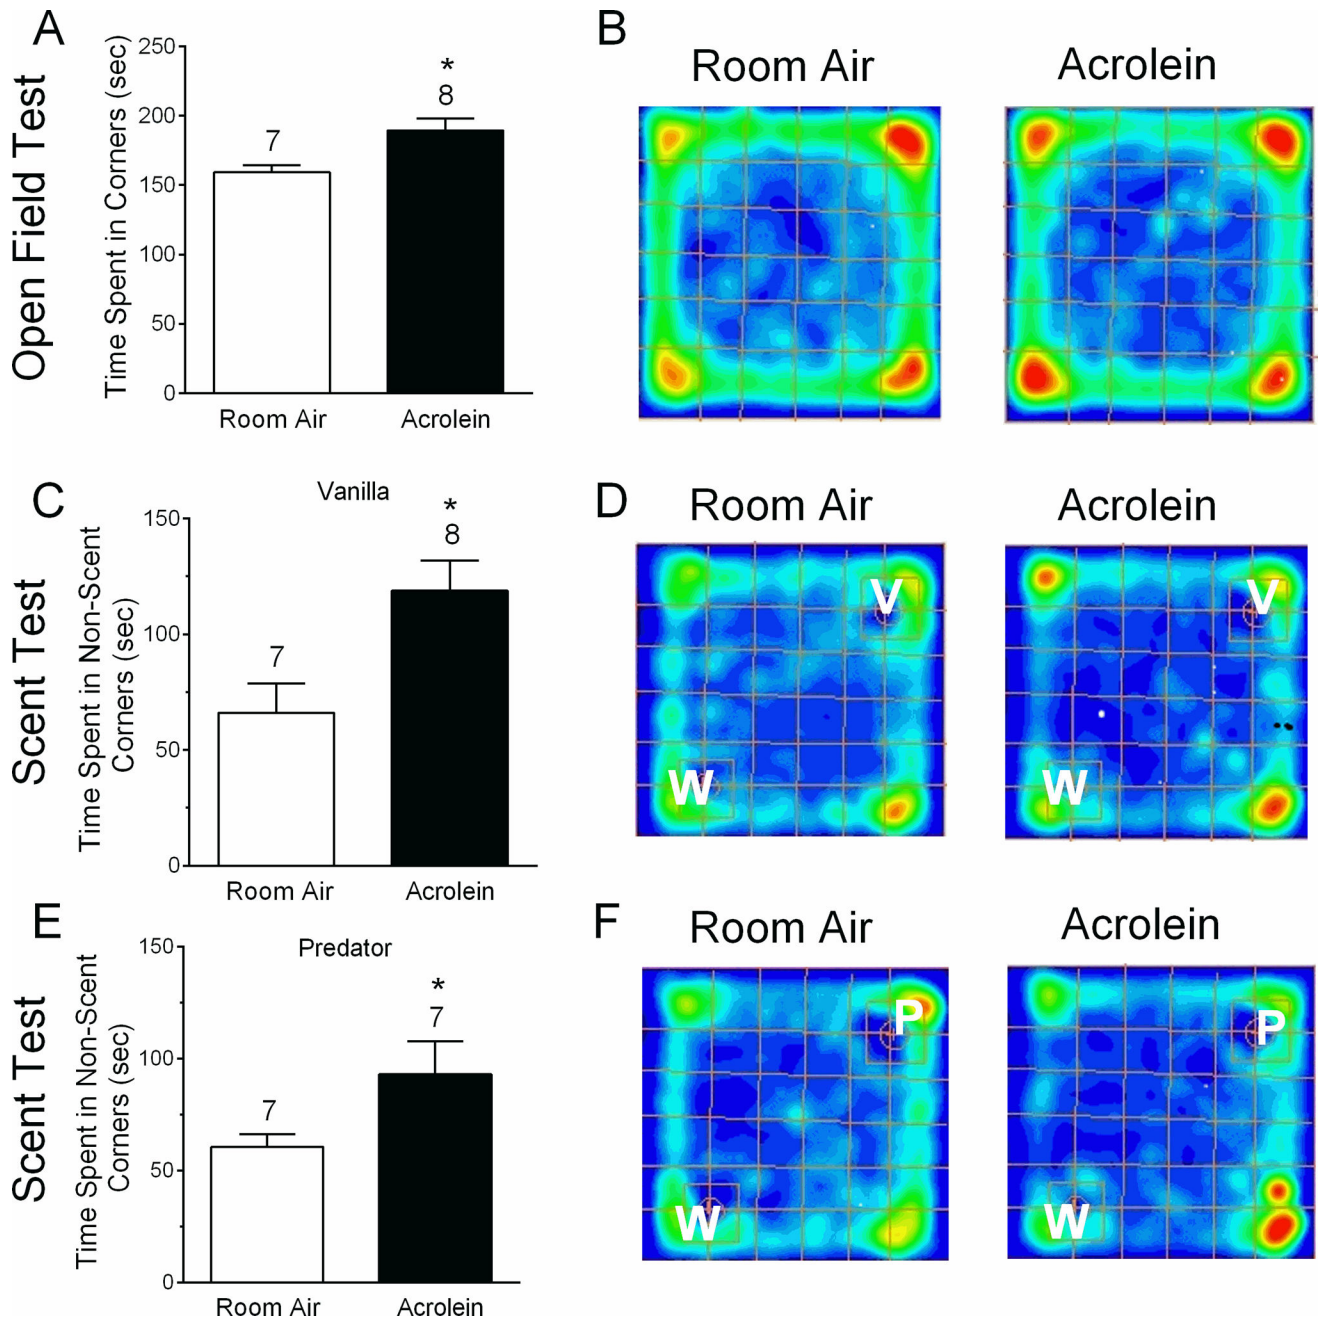 A
Open Field Test
Time Spent in Corners (sec)
250
200
150
100
50
0
7
*
8
Room Air
Acrolein
B
Room Air
Acrolein
C
Scent Test
Vanilla
Time Spent in Non-Scent
Corners (sec)
150
100
50
0
7
*
8
Room Air
Acrolein
D
Room Air
Acrolein
V
W
V
W
E
Scent Test
Predator
Time Spent in Non-Scent
Corners (sec)
150
100
50
0
7
*
7
Room Air
Acrolein
F
Room Air
Acrolein
P
W
P
W